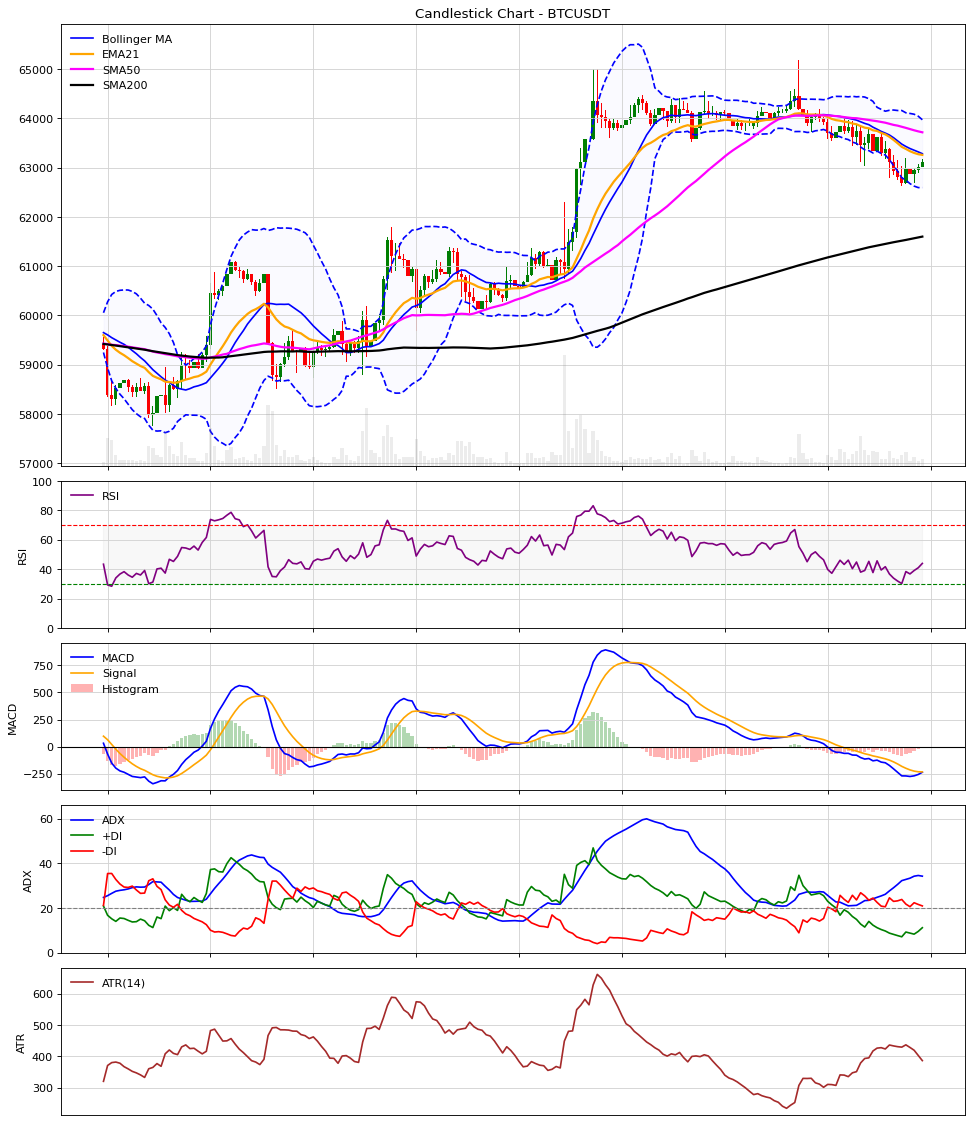 Candlestick Chart - BTCUSDT
Bollinger MA
EMA21
SMA50
SMA200
65000
64000
63000
62000
61000
60000
59000
58000
57000
RSI
RSI
100
80
60
40
20
0
MACD
Signal
Histogram
MACD
750
500
250
0
−250
ADX
+DI
-DI
ADX
60
40
20
0
ATR(14)
ATR
600
500
400
300